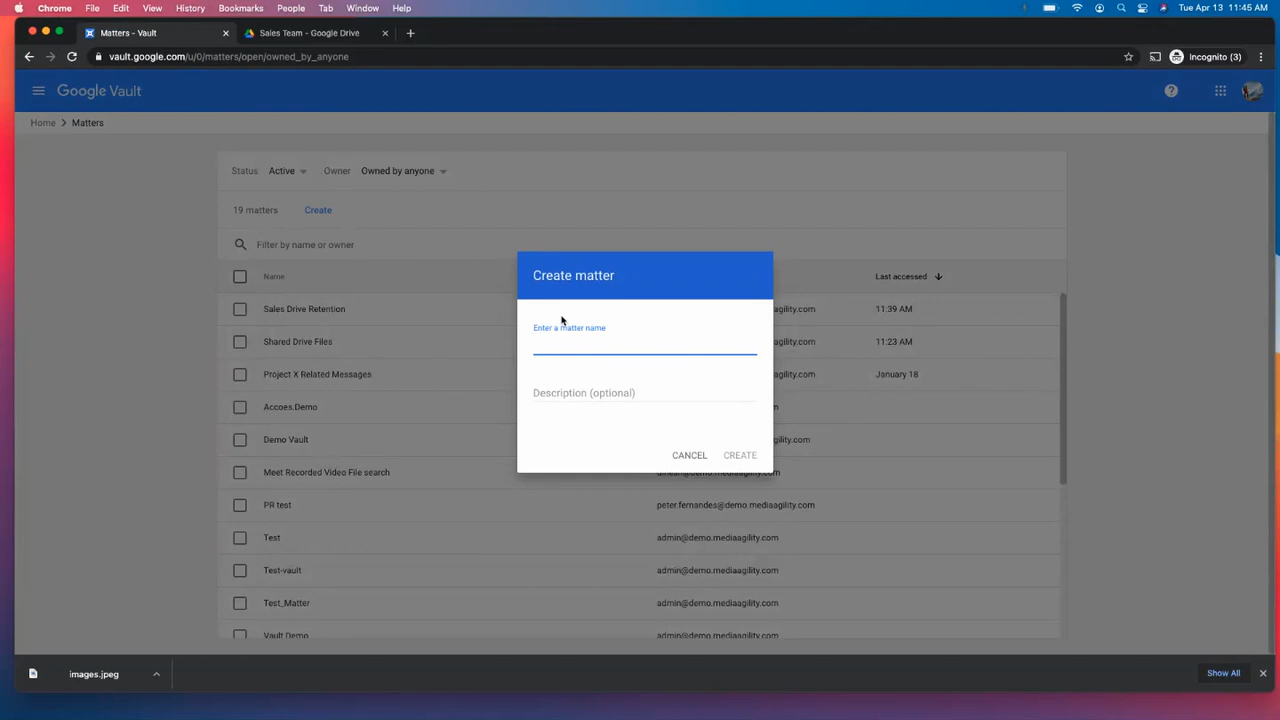 Chrome File Edit View History Bookmarks People Tab Window Help Tue Apr 13 11:45 AM
Matters - Vault Sales Team - Google Drive
vault.google.com/u/0/matters/open/owned_by_anyone Incognito (3)
Google Vault
Home Matters
Status Active Owner Owned by anyone
19 matters Create
Filter by name or owner
Name Last accessed
Create matter
Enter a matter name
Description (optional)
CANCEL CREATE
Sales Drive Retention agility.com 11:39 AM
Shared Drive Files agility.com 11:23 AM
Project X Related Messages agility.com January 18
Accoes.Demo
Demo Vault agility.com
Meet Recorded Video File search dinesh@demo.mediaagility.com
PR test peter.fernandes@demo.mediaagility.com
Test admin@demo.mediaagility.com
Test-vault admin@demo.mediaagility.com
Test_Matter admin@demo.mediaagility.com
Vault Demo admin@demo.mediaagility.com
images.jpeg Show All